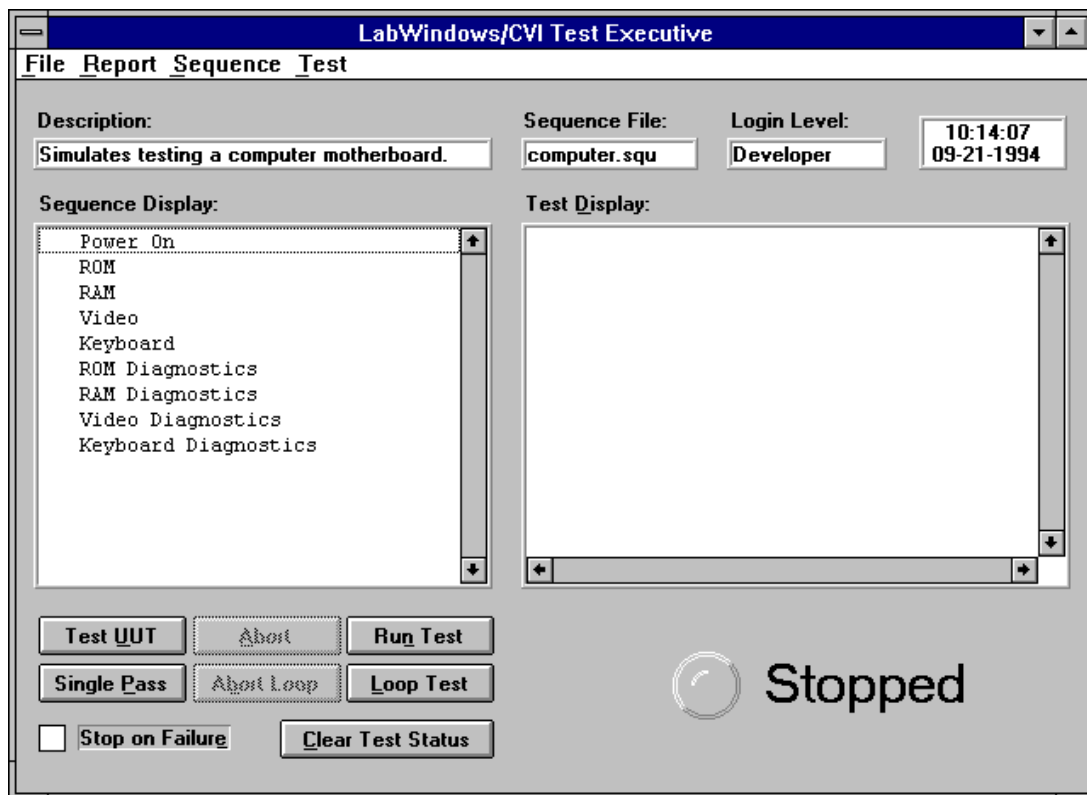 LabWindows/CVI Test Executive
File Report Sequence Test
Description:
Simulates testing a computer motherboard.
Sequence File:
computer.squ
Login Level:
Developer
10:14:07
09-21-1994
Sequence Display:
Power On
ROM
RAM
Video
Keyboard
ROM Diagnostics
RAM Diagnostics
Video Diagnostics
Keyboard Diagnostics
Test Display:
Test UUT
Abort
Run Test
Single Pass
Abort Loop
Loop Test
Stop on Failure
Clear Test Status
Stopped